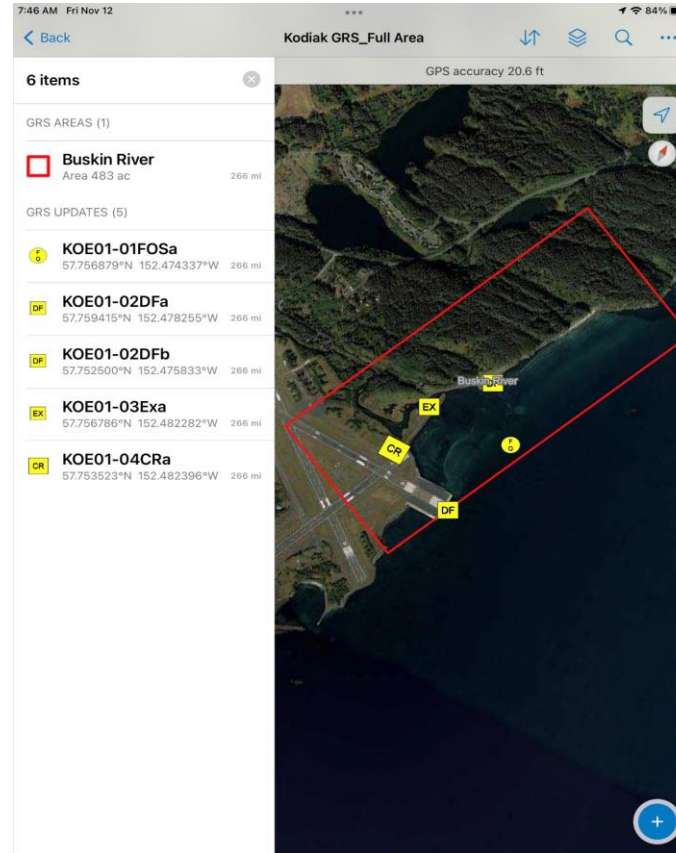 7:46 AM Fri Nov 12
84%
Back
Kodiak GRS_Full Area
6 items
GPS accuracy 20.6 ft
GRS AREAS (1)
Buskin River
Area 483 ac 266 mi
GRS UPDATES (5)
FO
KOE01-01FOSa
57.756879°N 152.474337°W 266 mi
DF
KOE01-02DFa
57.759415°N 152.478255°W 266 mi
DF
KOE01-02DFb
57.752500°N 152.475833°W 266 mi
EX
KOE01-03Exa
57.756786°N 152.482282°W 266 mi
CR
KOE01-04CRa
57.753523°N 152.482396°W 266 mi
Buskin River
DF
EX
CR
FO
DF